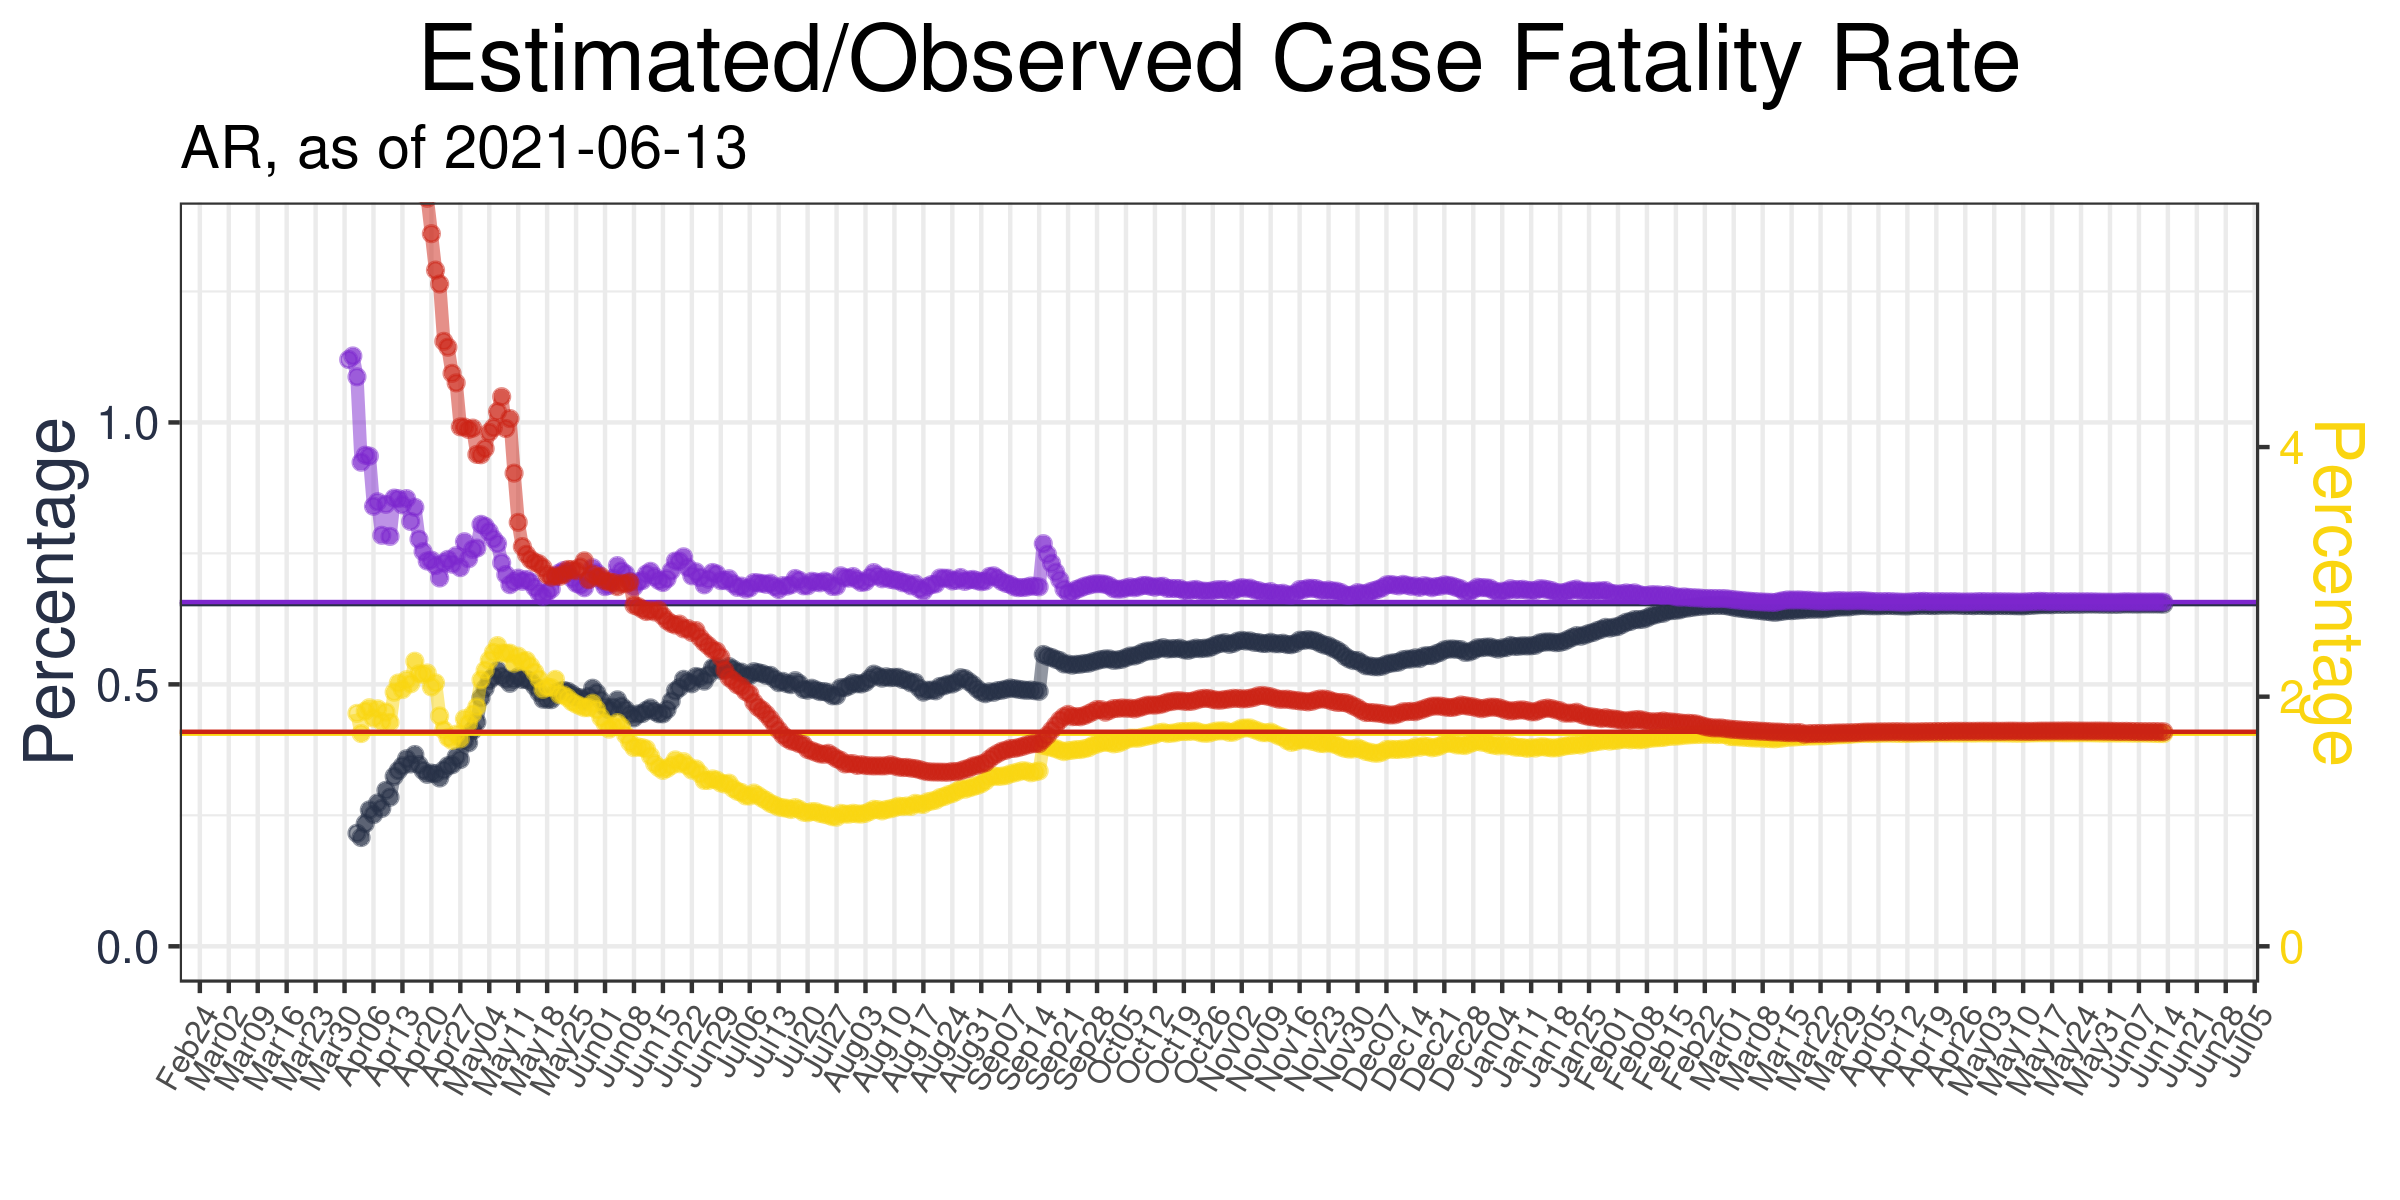 Estimated/Observed Case Fatality Rate
AR, as of 2021-06-13
Percentage
1.0
0.5
0.0
4
2
0
Percentage
Feb24
Mar02
Mar09
Mar16
Mar23
Mar30
Apr06
Apr13
Apr20
Apr27
May04
May11
May18
May25
Jun01
Jun08
Jun15
Jun22
Jun29
Jul06
Jul13
Jul20
Jul27
Aug03
Aug10
Aug17
Aug24
Aug31
Sep07
Sep14
Sep21
Sep28
Oct05
Oct12
Oct19
Oct26
Nov02
Nov09
Nov16
Nov23
Nov30
Dec07
Dec14
Dec21
Dec28
Jan04
Jan11
Jan18
Jan25
Feb01
Feb08
Feb15
Feb22
Mar01
Mar08
Mar15
Mar22
Mar29
Apr05
Apr12
Apr19
Apr26
May03
May10
May17
May24
May31
Jun07
Jun14
Jun21
Jun28
Jul05